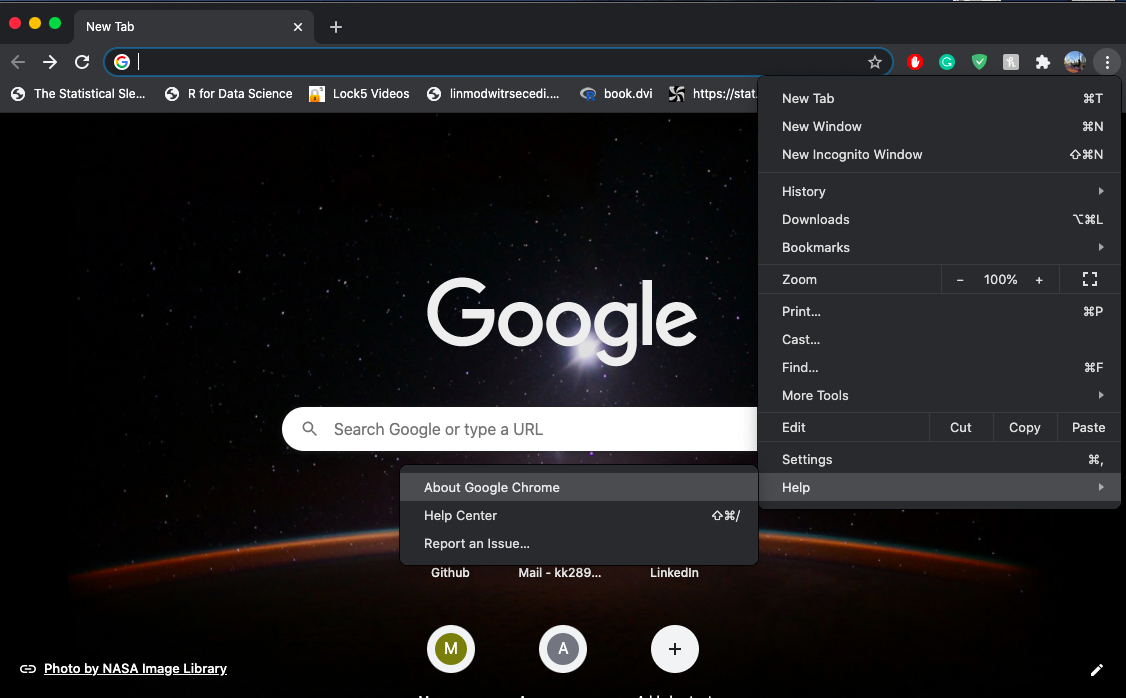 New Tab
The Statistical Sle...
R for Data Science
Lock5 Videos
linmodwitrsecedi....
book.dvi
https://stat.
New Tab ⌘T
New Window ⌘N
New Incognito Window ⇧⌘N
History
Downloads ⌥⌘L
Bookmarks
Zoom - 100% +
Print... ⌘P
Cast...
Find... ⌘F
More Tools
Edit Cut Copy Paste
Settings ⌘,
Help
Google
Search Google or type a URL
About Google Chrome
Help Center ⇧⌘/
Report an Issue...
Github
Mail - kk289...
LinkedIn
M
A
Photo by NASA Image Library